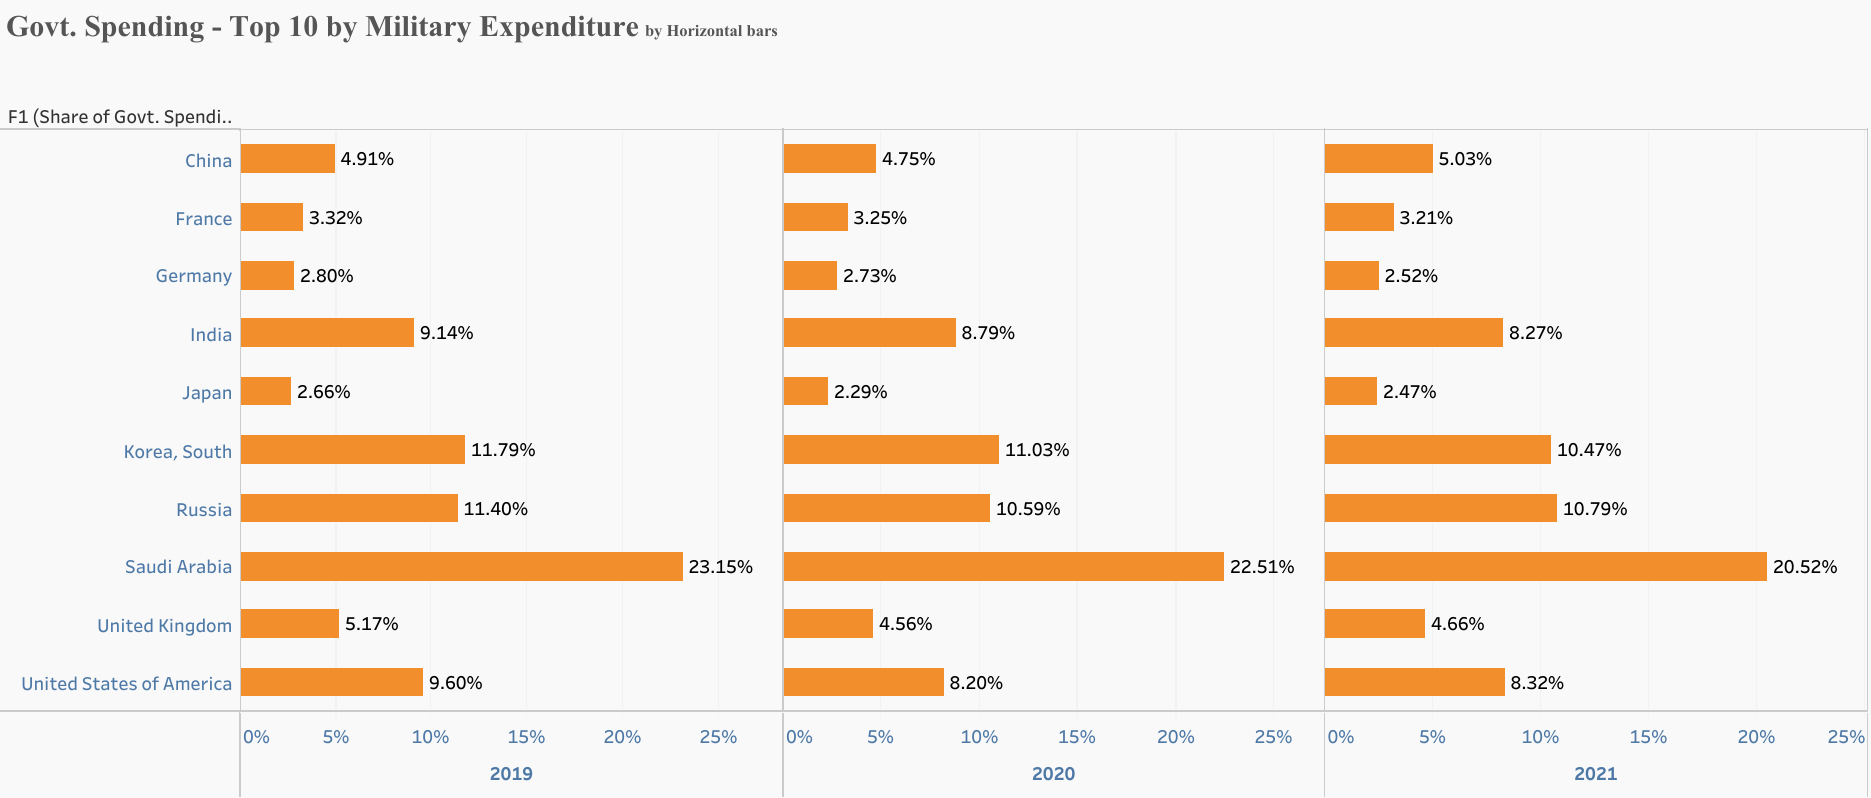 Govt. Spending - Top 10 by Military Expenditure by Horizontal bars
F1 (Share of Govt. Spendi..
China 4.91% 4.75% 5.03%
France 3.32% 3.25% 3.21%
Germany 2.80% 2.73% 2.52%
India 9.14% 8.79% 8.27%
Japan 2.66% 2.29% 2.47%
Korea, South 11.79% 11.03% 10.47%
Russia 11.40% 10.59% 10.79%
Saudi Arabia 23.15% 22.51% 20.52%
United Kingdom 5.17% 4.56% 4.66%
United States of America 9.60% 8.20% 8.32%
0% 5% 10% 15% 20% 25% 0% 5% 10% 15% 20% 25% 0% 5% 10% 15% 20% 25%
2019 2020 2021